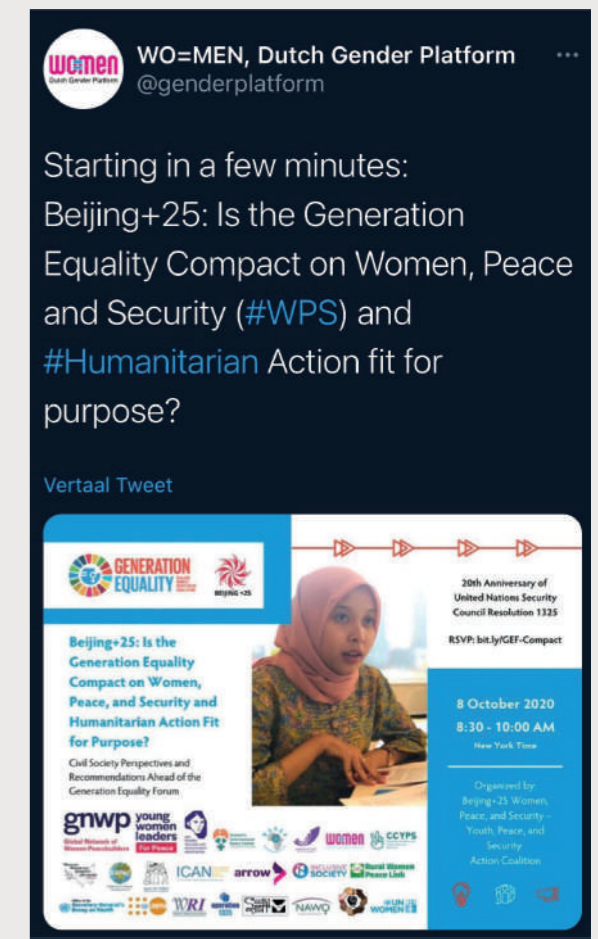 women
Dutch Gender Platform
WO=MEN, Dutch Gender Platform
@genderplatform
Starting in a few minutes:
Beijing+25: Is the Generation
Equality Compact on Women, Peace
and Security (#WPS) and
#Humanitarian Action fit for
purpose?
Vertaal Tweet
GENERATION
EQUALITY
BEIJING +25
20th Anniversary of
United Nations Security
Council Resolution 1325
RSVP: bit.ly/GEF-Compact
Beijing+25: Is the
Generation Equality
Compact on Women,
Peace, and Security and
Humanitarian Action Fit
for Purpose?
Civil Society Perspectives and
Recommendations Ahead of the
Generation Equality Forum
8 October 2020
8:30 - 10:00 AM
New York Time
Organized by:
Beijing+25 Women,
Peace, and Security –
Youth, Peace, and
Security
Action Coalition
gnwp
Global Network of
Women Peacebuilders
young
women
leaders
For Peace
women
CCYPS
ICAN
arrow
INCLUSIVE
SOCIETY
Rural Women
Peace Link
WRI
NAWO
UN
WOMEN